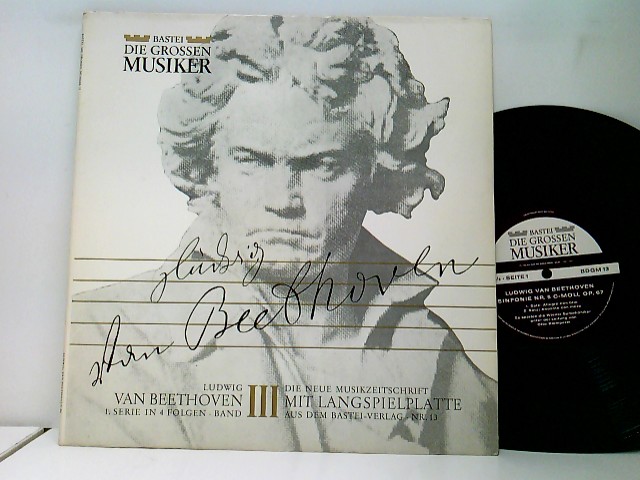 BASTEI
DIE GROSSEN
MUSIKER
Ludwig
van Beethoven
LUDWIG
VAN BEETHOVEN
1. SERIE IN 4 FOLGEN - BAND
III
DIE NEUE MUSIKZEITSCHRIFT
MIT LANGSPIELPLATTE
AUS DEM BASTEI-VERLAG - NR. 13
BASTEI
DIE GROSSEN
MUSIKER
SEITE 1
BDGM 13
LUDWIG VAN BEETHOVEN
SINFONIE NR. 5 C-MOLL OP. 67